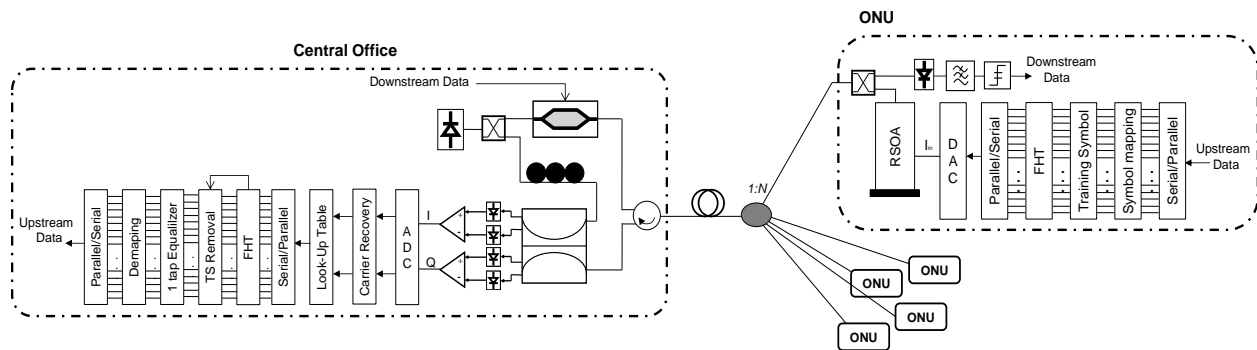 Central Office
ONU
Downstream Data
Downstream
Data
RSOA
I_in
D A C
Parallel/Serial
FHT
Training Symbol
Symbol mapping
Serial/Parallel
Upstream
Data
1:N
ONU
ONU
ONU
ONU
Upstream
Data
Parallel/Serial
Demaping
1 tap Equilizer
TS Removal
FHT
Serial/Parallel
Look-Up Table
Carrier Recovery
A D C
I
Q
+
-
+
-